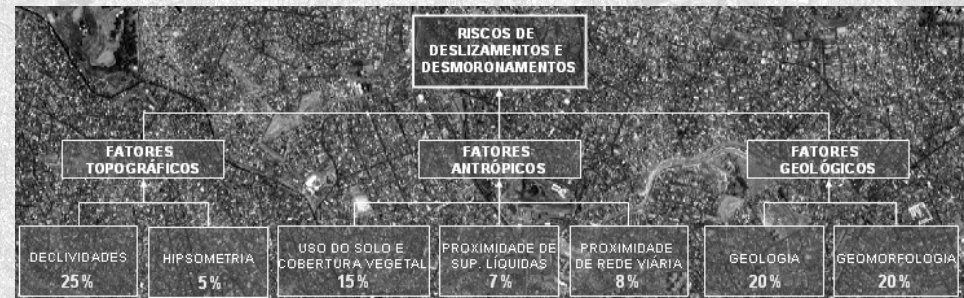 RISCOS DE
DESLIZAMENTOS E
DESMORONAMENTOS
FATORES
TOPOGRÁFICOS
FATORES
ANTRÓPICOS
FATORES
GEOLÓGICOS
DECLIVIDADES
25%
HIPSOMETRIA
5%
USO DO SOLO E
COBERTURA VEGETAL
15%
PROXIMIDADE DE
SUP. LÍQUIDAS
7%
PROXIMIDADE
DE REDE VIÁRIA
8%
GEOLOGIA
20%
GEOMORFOLOGIA
20%